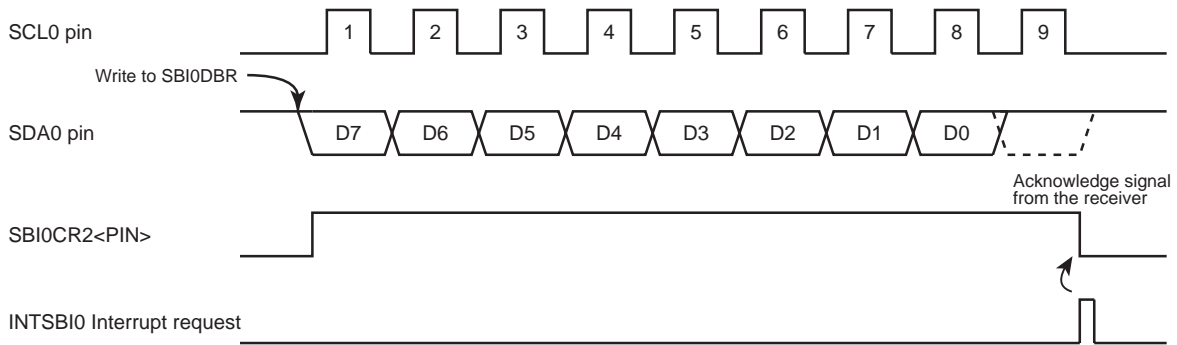 SCL0 pin
1 2 3 4 5 6 7 8 9
Write to SBI0DBR
SDA0 pin
D7 D6 D5 D4 D3 D2 D1 D0
Acknowledge signal
from the receiver
SBI0CR2<PIN>
INTSBI0 Interrupt request